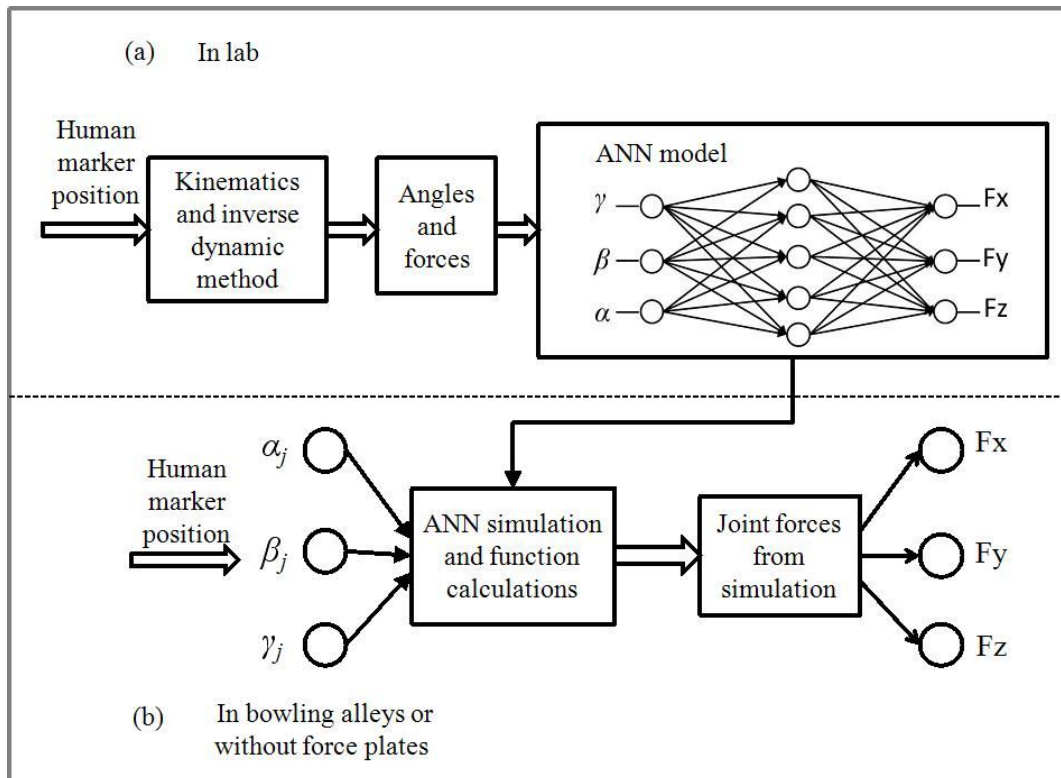 (a) In lab
Human
marker
position
Kinematics
and inverse
dynamic
method
Angles
and
forces
ANN model
γ
β
α
Fx
Fy
Fz
Human
marker
position
αj
βj
γj
ANN simulation
and function
calculations
Joint forces
from
simulation
Fx
Fy
Fz
(b) In bowling alleys or
without force plates